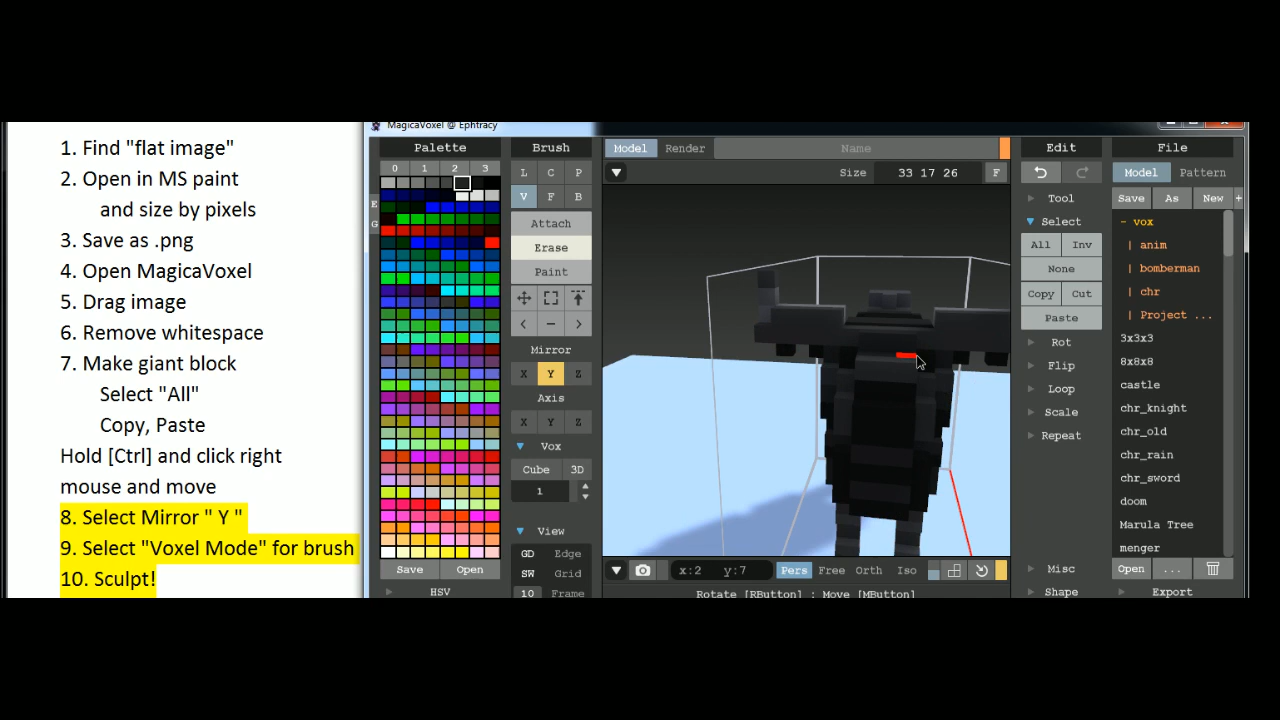 1. Find "flat image"
2. Open in MS paint
and size by pixels
3. Save as .png
4. Open MagicaVoxel
5. Drag image
6. Remove whitespace
7. Make giant block
Select "All"
Copy, Paste
Hold [Ctrl] and click right
mouse and move
8. Select Mirror " Y "
9. Select "Voxel Mode" for brush
10. Sculpt!
MagicaVoxel @ Ephtracy
Palette
0 1 2 3
E
G
Save Open
HSV
Brush
L C P
V F B
Attach
Erase
Paint
< - >
Mirror
X Y Z
Axis
X Y Z
Vox
Cube 3D
1
View
GD Edge
SW Grid
10 Frame
Model Render Name
Size 33 17 26 F
x:2 y:7 Pers Free Orth Iso
Rotate [RButton] : Move [MButton]
Edit
Tool
Select
All Inv
None
Copy Cut
Paste
Rot
Flip
Loop
Scale
Repeat
Misc
Shape
File
Model Pattern
Save As New +
- vox
| anim
| bomberman
| chr
| Project ...
3x3x3
8x8x8
castle
chr_knight
chr_old
chr_rain
chr_sword
doom
Marula Tree
menger
Open ...
Export